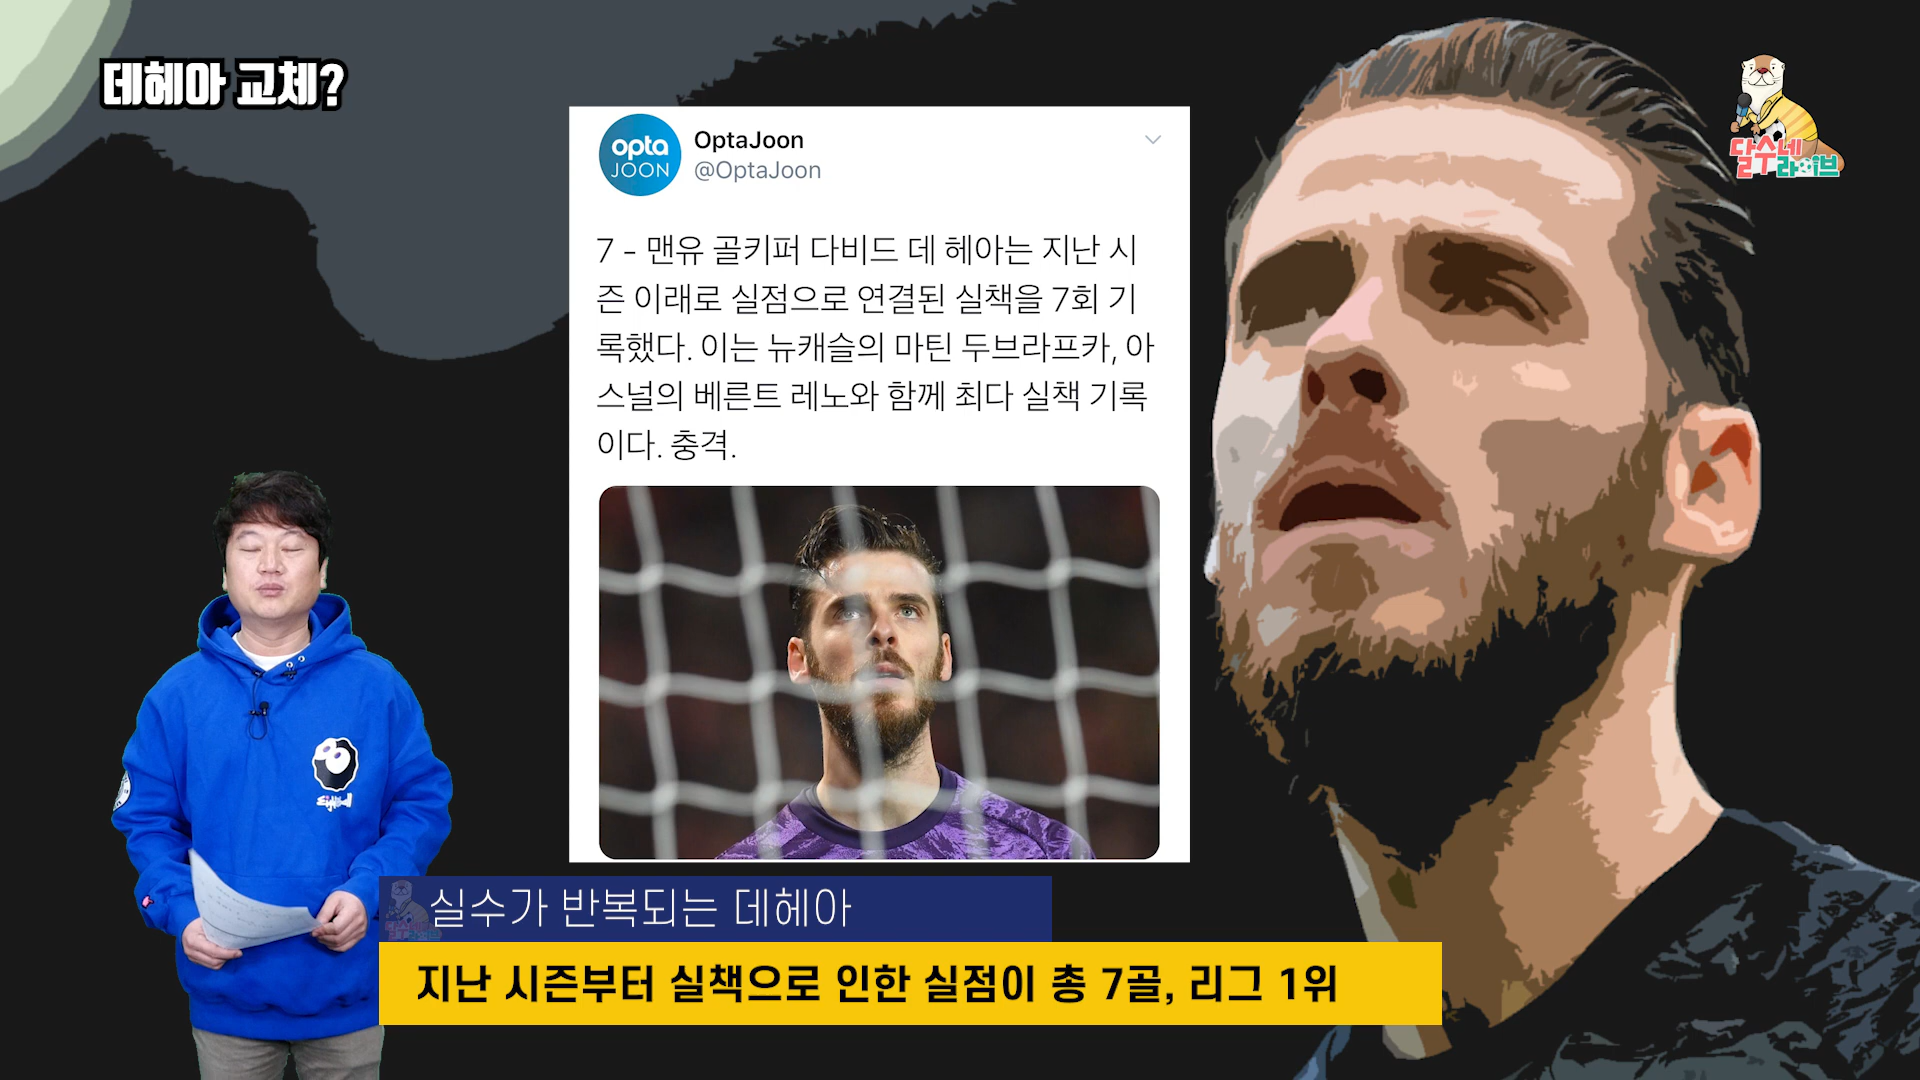 데헤아 교체?
달수네
라이브
opta
JOON
OptaJoon
@OptaJoon
7 - 맨유 골키퍼 다비드 데 헤아는 지난 시
즌 이래로 실점으로 연결된 실책을 7회 기
록했다. 이는 뉴캐슬의 마틴 두브라프카, 아
스널의 베른트 레노와 함께 최다 실책 기록
이다. 충격.
실수가 반복되는 데헤아
지난 시즌부터 실책으로 인한 실점이 총 7골, 리그 1위